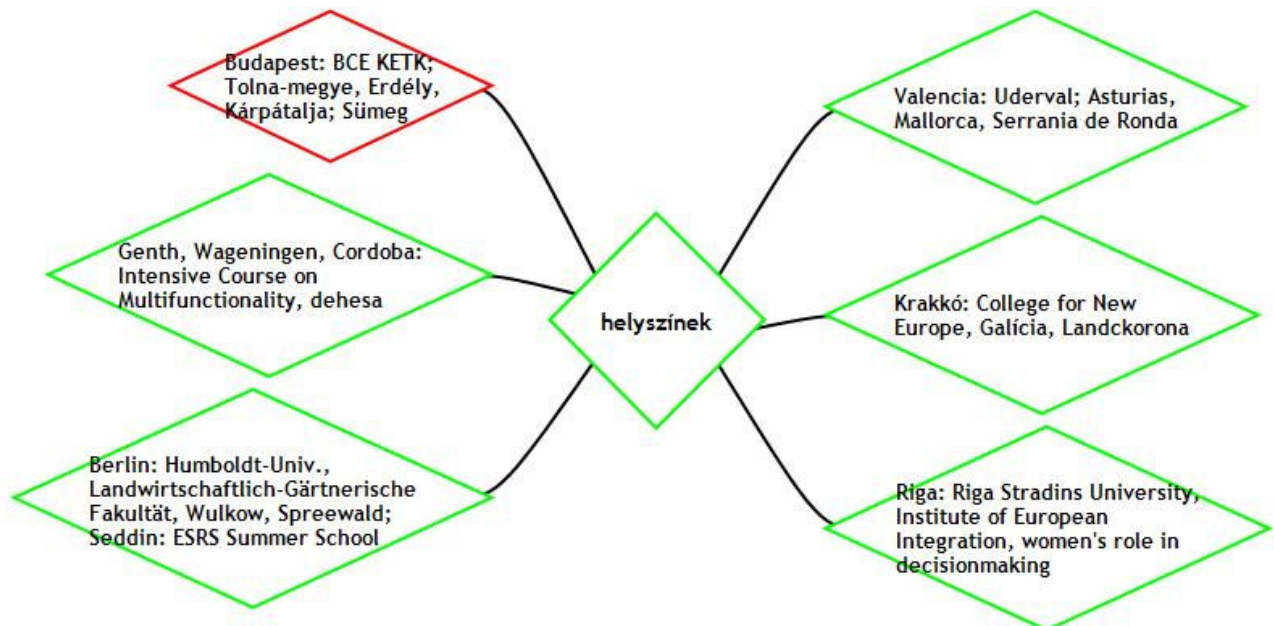 Budapest: BCE KETK;
Tolna-megye, Erdély,
Kárpátalja; Sümeg
Genth, Wageningen, Cordoba:
Intensive Course on
Multifunctionality, dehesa
Berlin: Humboldt-Univ.,
Landwirtschaftlich-Gärtnerische
Fakultät, Wulkow, Spreewald;
Seddin: ESRS Summer School
helyszínek
Valencia: Uderval; Asturias,
Mallorca, Serrania de Ronda
Krakkó: College for New
Europe, Galícia, Landckorona
Riga: Riga Stradins University,
Institute of European
Integration, women's role in
decisionmaking